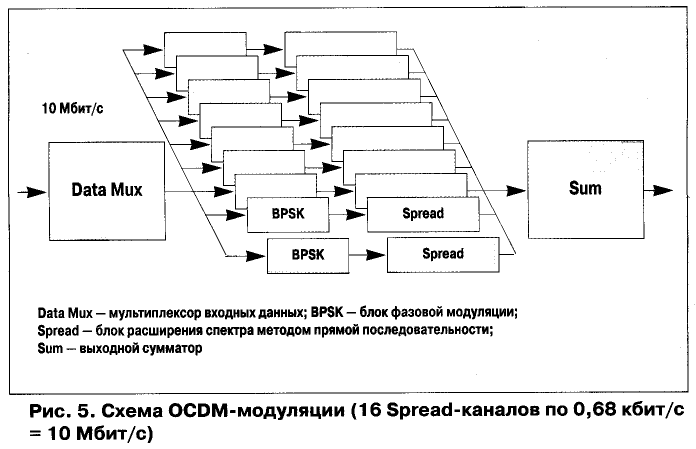 10 Мбит/с
Data Mux
BPSK
Spread
BPSK
Spread
Sum
Data Mux — мультиплексор входных данных; BPSK — блок фазовой модуляции;
Spread — блок расширения спектра методом прямой последовательности;
Sum — выходной сумматор
Рис. 5. Схема OCDM-модуляции (16 Spread-каналов по 0,68 кбит/с
= 10 Мбит/с)